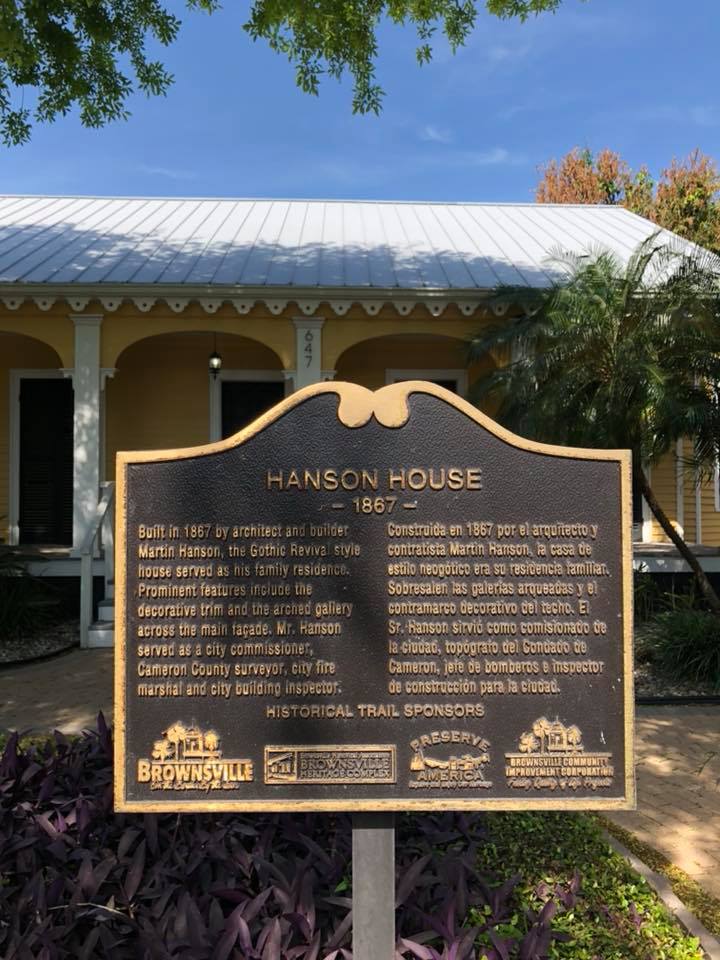 647
HANSON HOUSE
– 1867 –
Built in 1867 by architect and builder
Martin Hanson, the Gothic Revival style
house served as his family residence.
Prominent features include the
decorative trim and the arched gallery
across the main façade. Mr. Hanson
served as a city commissioner,
Cameron County surveyor, city fire
marshal and city building inspector.
Construida en 1867 por el arquitecto y
contratista Martin Hanson, la casa de
estilo neogótico era su residencia familiar.
Sobresalen las galerías arqueadas y el
contramarco decorativo del techo. El
Sr. Hanson sirvió como comisionado de
la ciudad, topógrafo del Condado de
Cameron, jefe de bomberos e inspector
de construcción para la ciudad.
HISTORICAL TRAIL SPONSORS
BROWNSVILLE
BROWNSVILLE
HERITAGE COMPLEX
PRESERVE
AMERICA
BROWNSVILLE COMMUNITY
IMPROVEMENT CORPORATION